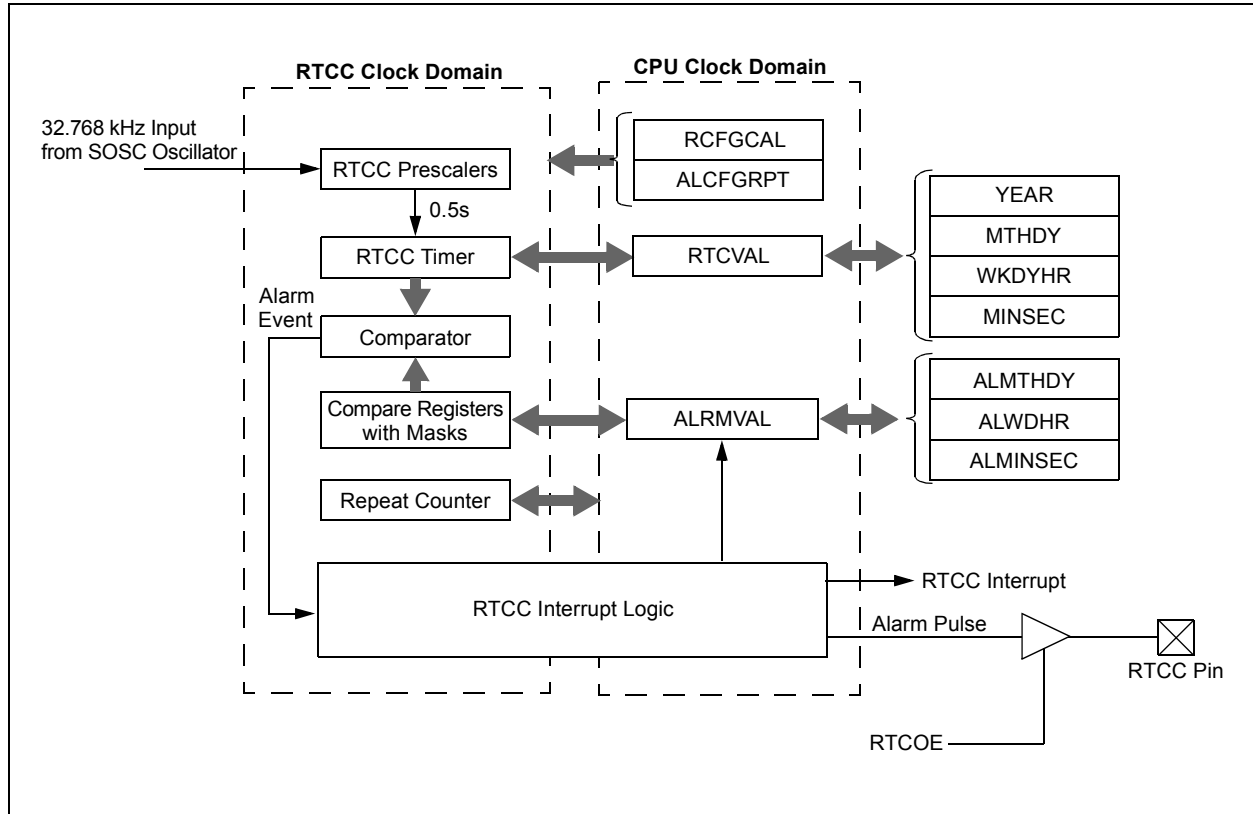 RTCC Clock Domain
CPU Clock Domain
32.768 kHz Input
from SOSC Oscillator
RTCC Prescalers
0.5s
RTCC Timer
Alarm
Event
Comparator
Compare Registers
with Masks
Repeat Counter
RCFGCAL
ALCFGRPT
RTCVAL
YEAR
MTHDY
WKDYHR
MINSEC
ALRMVAL
ALMTHDY
ALWDHR
ALMINSEC
RTCC Interrupt Logic
RTCC Interrupt
Alarm Pulse
RTCC Pin
RTCOE